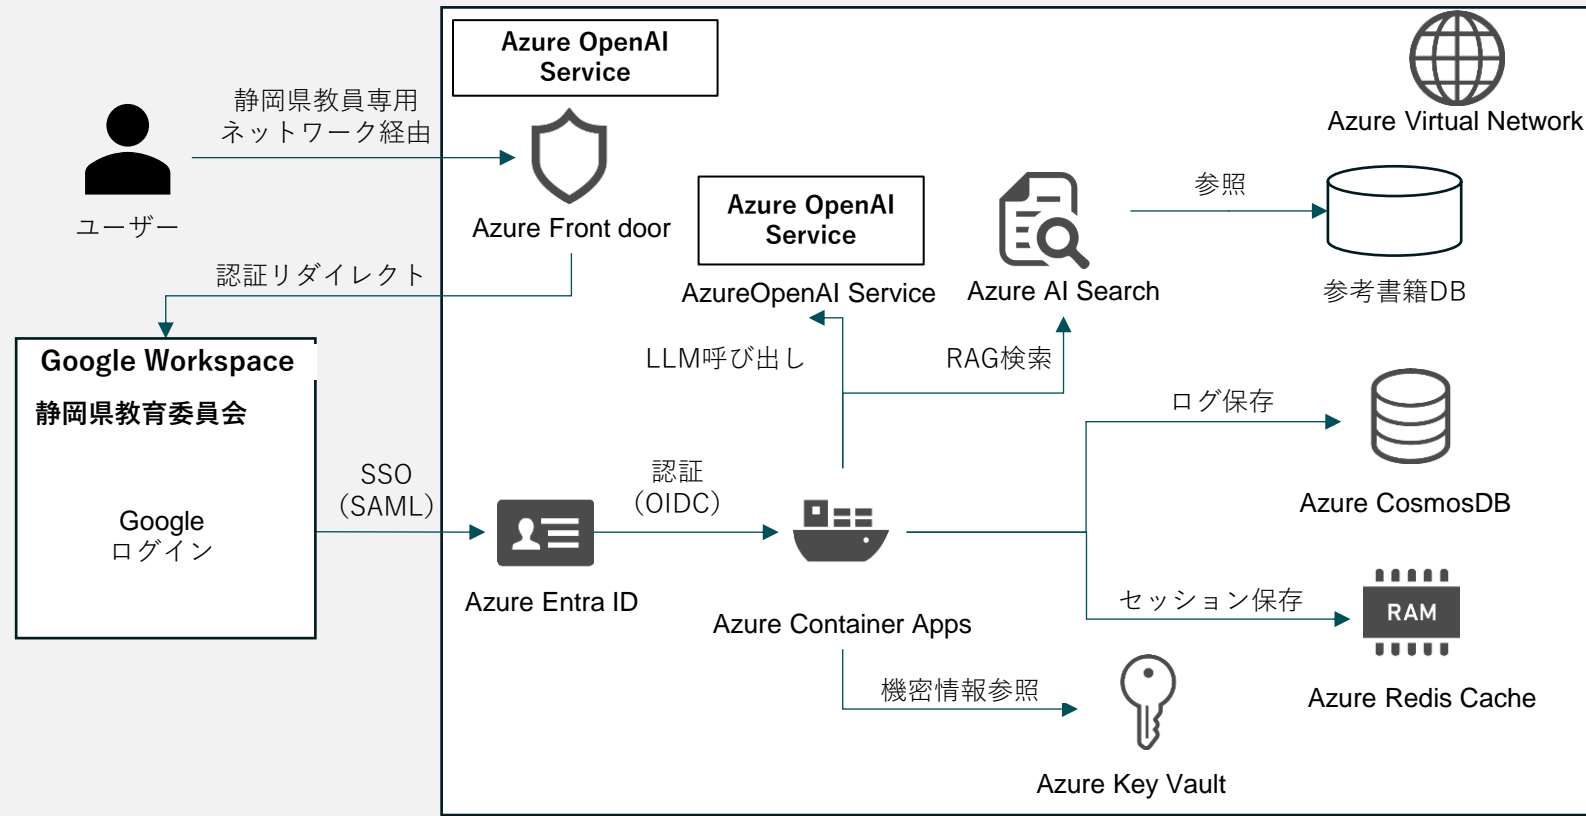 Azure OpenAI
Service
Azure Virtual Network
静岡県教員専用
ネットワーク経由
ユーザー
Azure Front door
Azure OpenAI
Service
AzureOpenAI Service
Azure AI Search
参照
参考書籍DB
認証リダイレクト
Google Workspace
静岡県教育委員会
Google
ログイン
SSO
（SAML）
Azure Entra ID
認証
（OIDC）
Azure Container Apps
LLM呼び出し
RAG検索
ログ保存
Azure CosmosDB
セッション保存
RAM
Azure Redis Cache
機密情報参照
Azure Key Vault